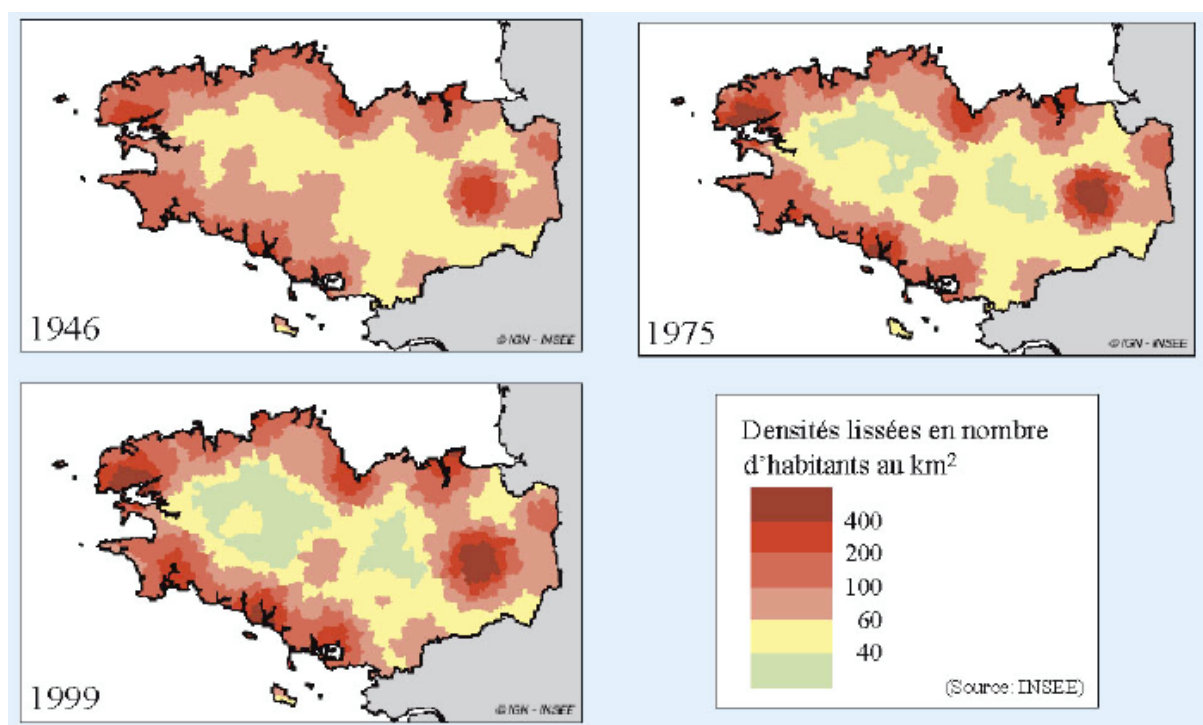 1946
© IGN - INSEE
1975
© IGN - INSEE
1999
© IGN - INSEE
Densités lissées en nombre
d'habitants au km²
400
200
100
60
40
(Source: INSEE)